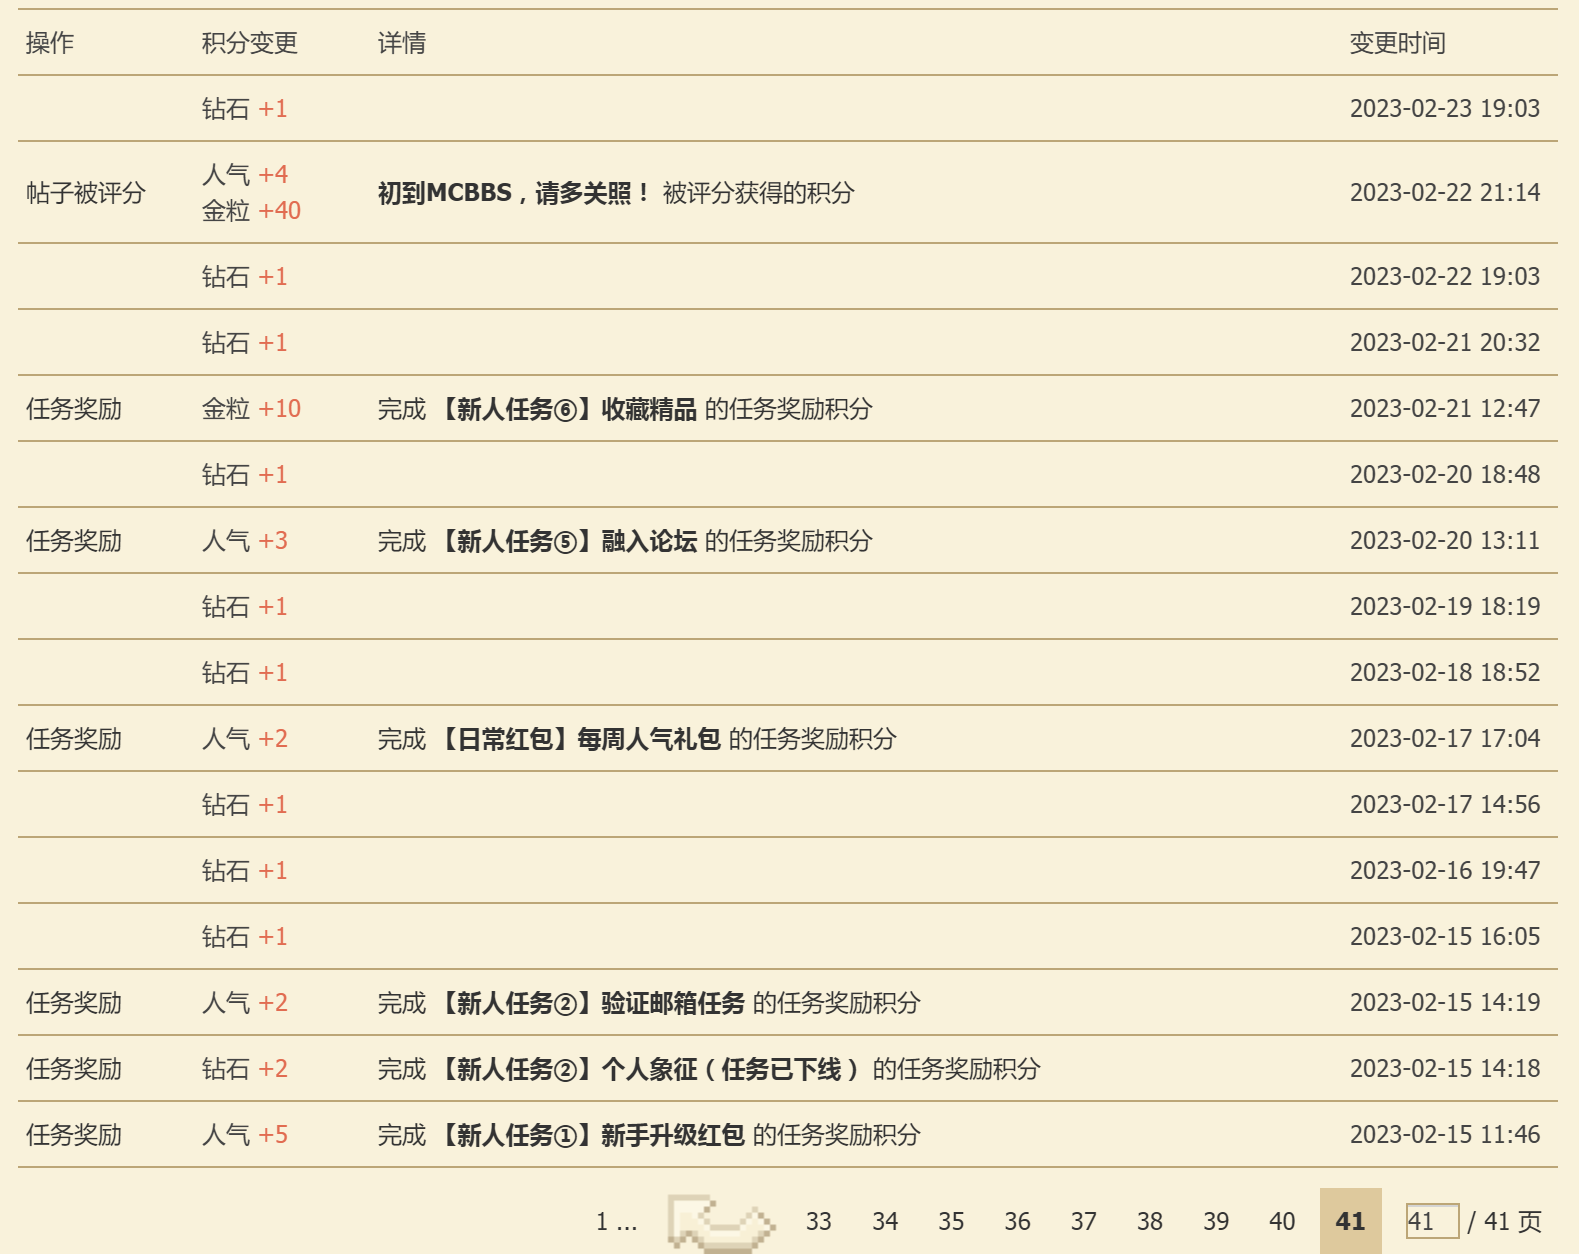 操作 积分变更 详情 变更时间
钻石 +1 2023-02-23 19:03
人气 +4
帖子被评分 初到MCBBS，请多关照！ 被评分获得的积分 2023-02-22 21:14
金粒 +40
钻石 +1 2023-02-22 19:03
钻石 +1 2023-02-21 20:32
任务奖励 金粒 +10 完成 【新人任务⑥】收藏精品 的任务奖励积分 2023-02-21 12:47
钻石 +1 2023-02-20 18:48
任务奖励 人气 +3 完成 【新人任务⑤】融入论坛 的任务奖励积分 2023-02-20 13:11
钻石 +1 2023-02-19 18:19
钻石 +1 2023-02-18 18:52
任务奖励 人气 +2 完成 【日常红包】每周人气礼包 的任务奖励积分 2023-02-17 17:04
钻石 +1 2023-02-17 14:56
钻石 +1 2023-02-16 19:47
钻石 +1 2023-02-15 16:05
任务奖励 人气 +2 完成 【新人任务②】验证邮箱任务 的任务奖励积分 2023-02-15 14:19
任务奖励 钻石 +2 完成 【新人任务②】个人象征（任务已下线） 的任务奖励积分 2023-02-15 14:18
任务奖励 人气 +5 完成 【新人任务①】新手升级红包 的任务奖励积分 2023-02-15 11:46
1 ... 33 34 35 36 37 38 39 40 41 41 / 41 页